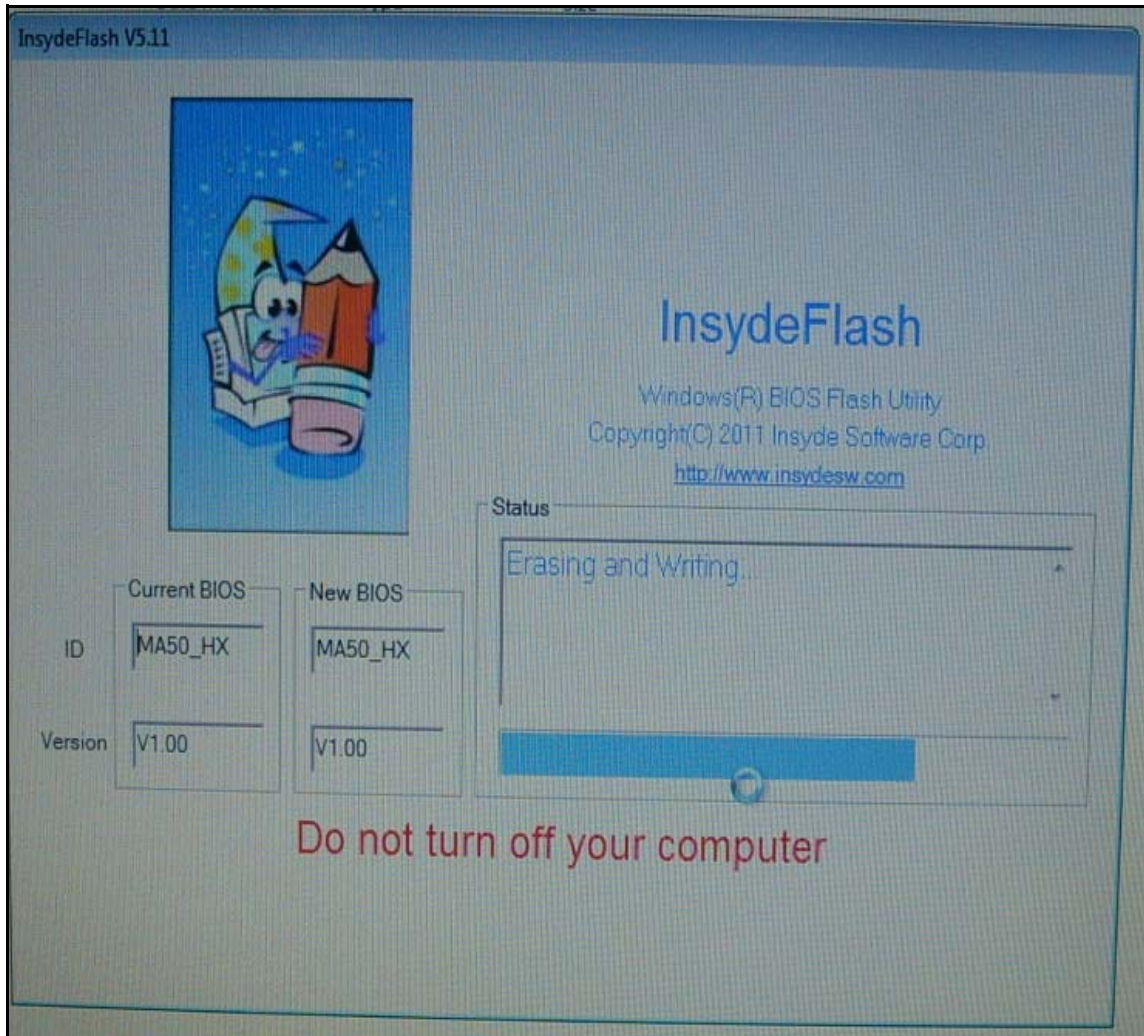 InsydeFlash V5.11
InsydeFlash
Windows(R) BIOS Flash Utility
Copyright(C) 2011 Insyde Software Corp
http://www.insydesw.com
Status
Erasing and Writing...
Current BIOS
New BIOS
ID
MA50_HX
MA50_HX
Version
V1.00
V1.00
Do not turn off your computer